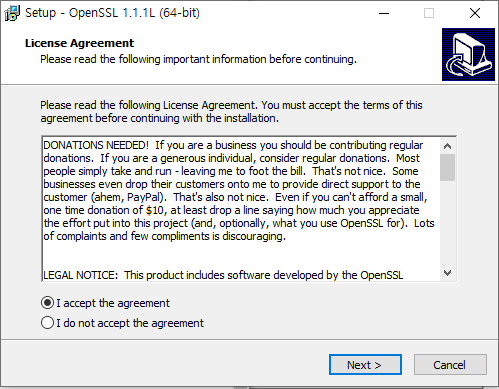 Setup - OpenSSL 1.1.1L (64-bit)
License Agreement
Please read the following important information before continuing.
Please read the following License Agreement. You must accept the terms of this
agreement before continuing with the installation.
DONATIONS NEEDED!  If you are a business you should be contributing regular
donations.  If you are a generous individual, consider regular donations.  Most
people simply take and run - leaving me to foot the bill.  That's not nice.  Some
businesses even drop their customers onto me to provide direct support to the
customer (ahem, PayPal).  That's also not nice.  Even if you can't afford a small,
one time donation of $10, at least drop a line saying how much you appreciate
the effort put into this project (and, optionally, what you use OpenSSL for).  Lots
of complaints and few compliments is discouraging.
LEGAL NOTICE:  This product includes software developed by the OpenSSL
I accept the agreement
I do not accept the agreement
Next >
Cancel